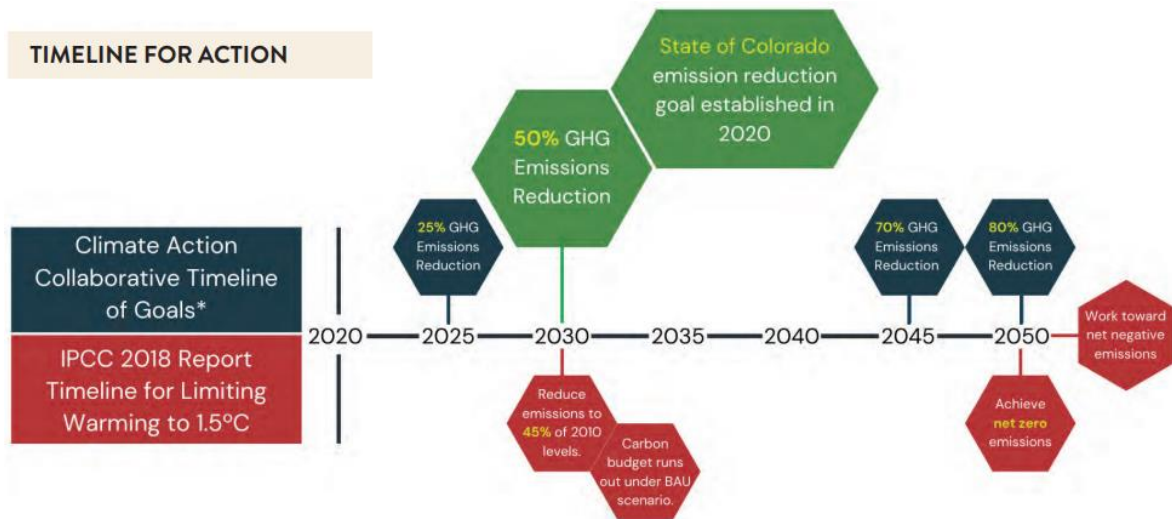 TIMELINE FOR ACTION
State of Colorado
emission reduction
goal established in
2020
50% GHG
Emissions
Reduction
25% GHG
Emissions
Reduction
70% GHG
Emissions
Reduction
80% GHG
Emissions
Reduction
Climate Action
Collaborative Timeline
of Goals*
2020
2025
2030
2035
2040
2045
2050
IPCC 2018 Report
Timeline for Limiting
Warming to 1.5ºC
Work toward
net negative
emissions
Reduce
emissions to
45% of 2010
levels.
Carbon
budget runs
out under BAU
scenario.
Achieve
net zero
emissions